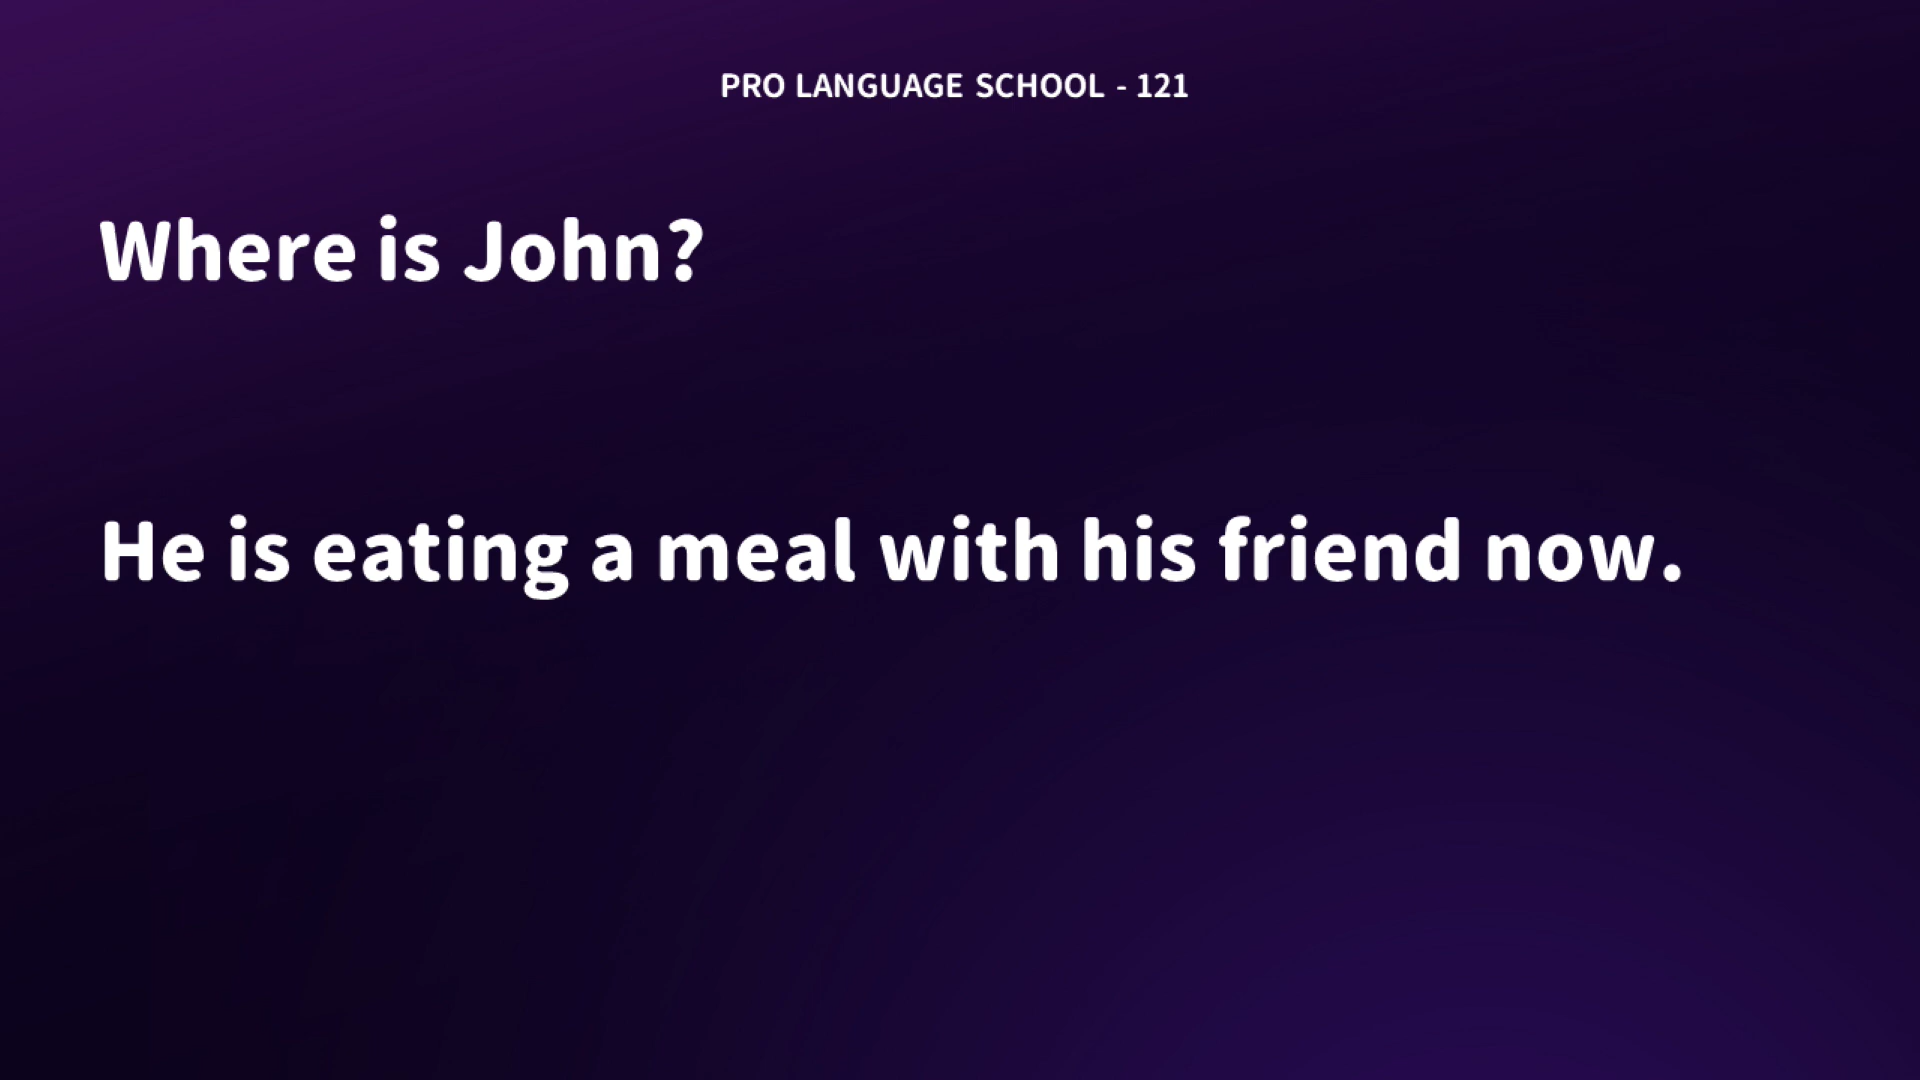 PRO LANGUAGE SCHOOL - 121
Where is John?
He is eating a meal with his friend now.